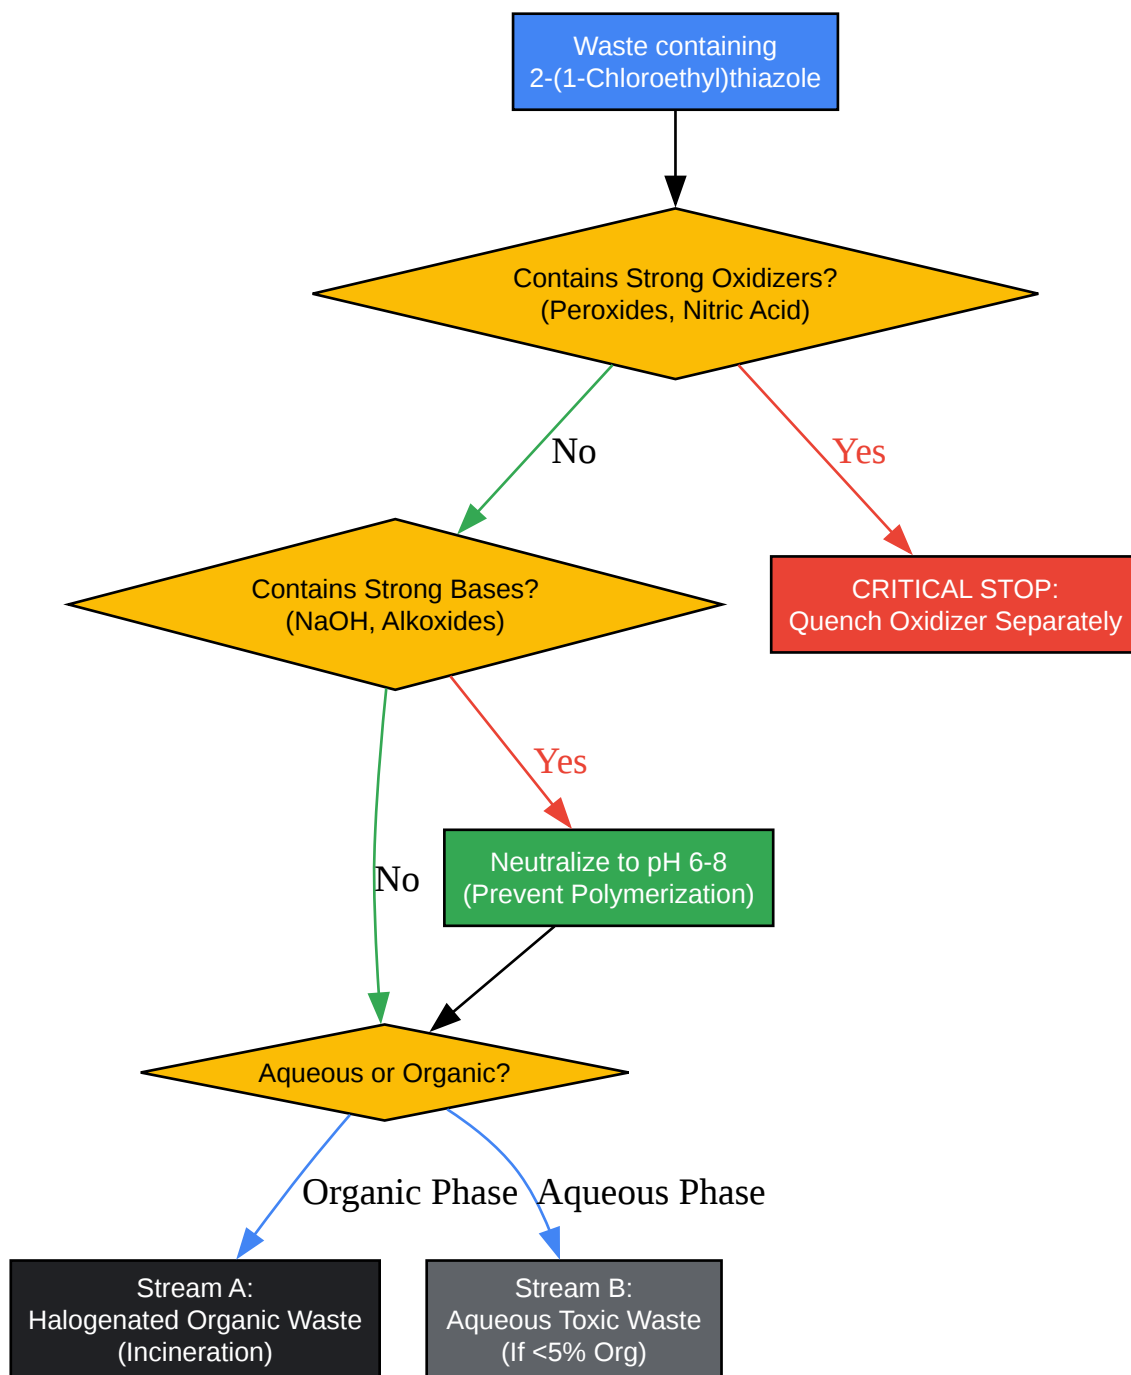 Waste containing
2-(1-Chloroethyl)thiazole
Contains Strong Oxidizers?
(Peroxides, Nitric Acid)
No
Yes
Contains Strong Bases?
(NaOH, Alkoxides)
CRITICAL STOP:
Quench Oxidizer Separately
Yes
Neutralize to pH 6-8
(Prevent Polymerization)
No
Aqueous or Organic?
Organic Phase
Aqueous Phase
Stream A:
Halogenated Organic Waste
(Incineration)
Stream B:
Aqueous Toxic Waste
(If <5% Org)